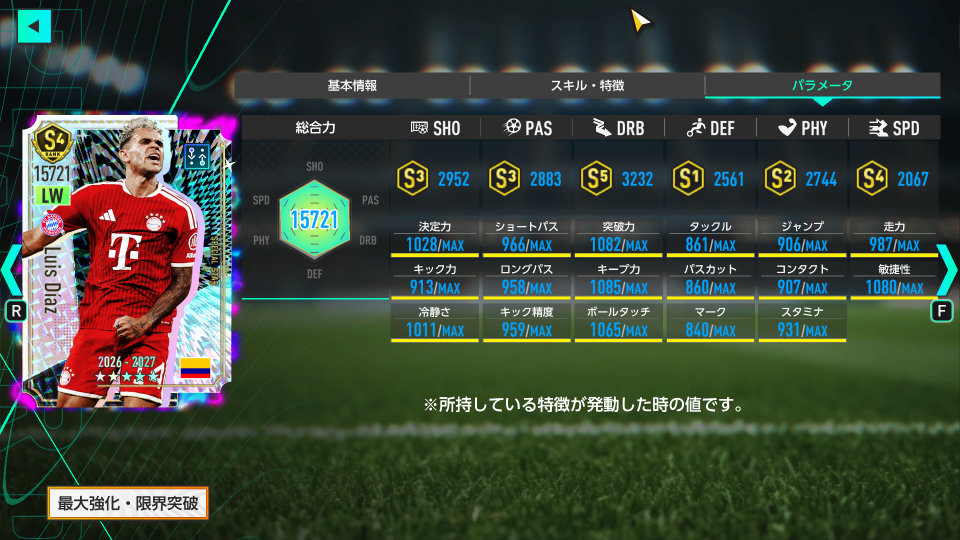 基本情報
スキル・特徴
パラメータ
総合力
SHO
PAS
DRB
DEF
PHY
SPD
SHO
SPD
PAS
15721
PHY
DRB
DEF
S3 2952
S3 2883
S5 3232
S1 2561
S2 2744
S4 2067
決定力
ショートパス
突破力
タックル
ジャンプ
走力
1028/MAX
966/MAX
1082/MAX
861/MAX
906/MAX
987/MAX
キック力
ロングパス
キープ力
パスカット
コンタクト
敏捷性
913/MAX
958/MAX
1085/MAX
860/MAX
907/MAX
1080/MAX
冷静さ
キック精度
ボールタッチ
マーク
スタミナ
1011/MAX
959/MAX
1065/MAX
840/MAX
931/MAX
S4
RANK
15721
LW
Luis Díaz
SPECIAL STAR
T
2026 - 2027
R
F
※所持している特徴が発動した時の値です。
最大強化・限界突破